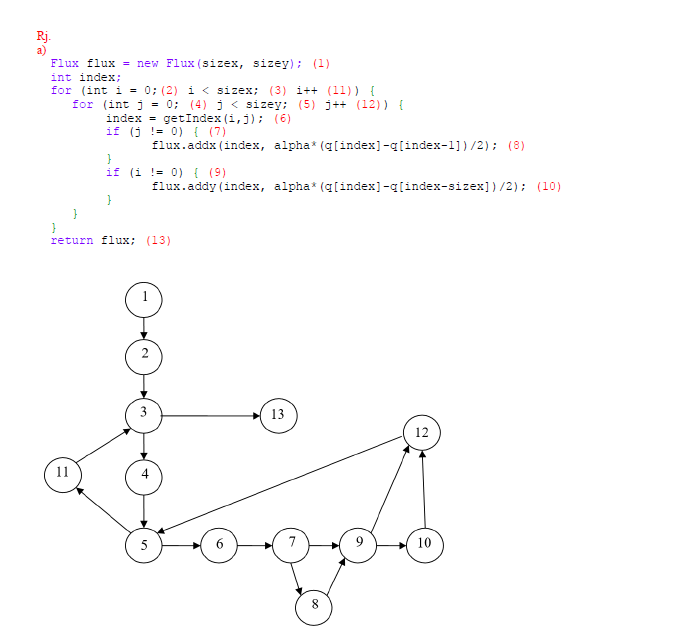 Rj.
a)
Flux flux = new Flux(sizex, sizey); (1)
int index;
for (int i = 0;(2) i < sizex; (3) i++ (11)) {
for (int j = 0; (4) j < sizey; (5) j++ (12)) {
index = getIndex(i,j); (6)
if (j != 0) { (7)
flux.addx(index, alpha*(q[index]-q[index-1])/2); (8)
}
if (i != 0) { (9)
flux.addy(index, alpha*(q[index]-q[index-sizex])/2); (10)
}
}
}
return flux; (13)
1
2
3
13
12
11
4
5
6
7
9
10
8